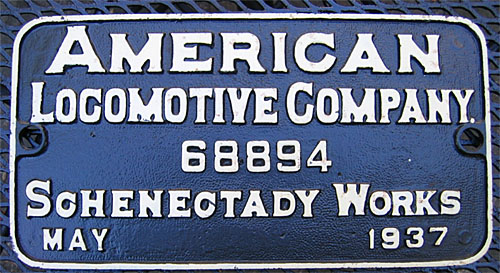 AMERICAN
LOCOMOTIVE COMPANY.
68894
SCHENECTADY WORKS
MAY 1937